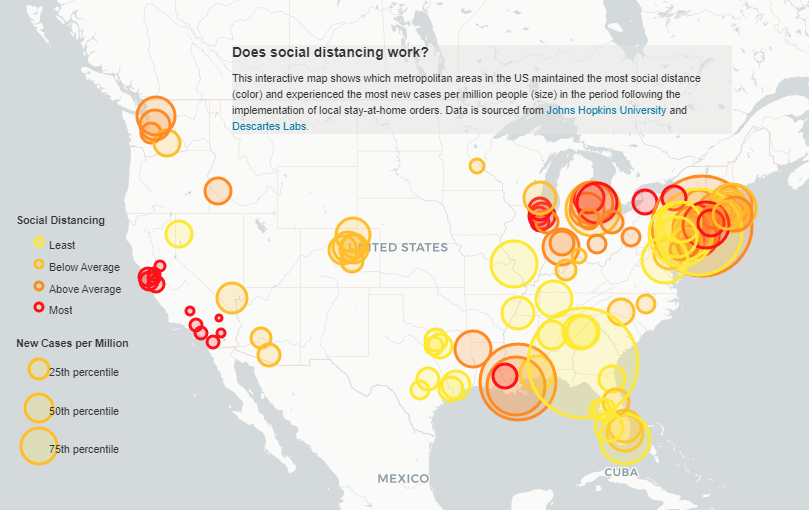 Does social distancing work?
This interactive map shows which metropolitan areas in the US maintained the most social distance
(color) and experienced the most new cases per million people (size) in the period following the
implementation of local stay-at-home orders. Data is sourced from Johns Hopkins University and
Descartes Labs.
Social Distancing
Least
Below Average
Above Average
Most
New Cases per Million
25th percentile
50th percentile
75th percentile
UNITED STATES
MEXICO
CUBA